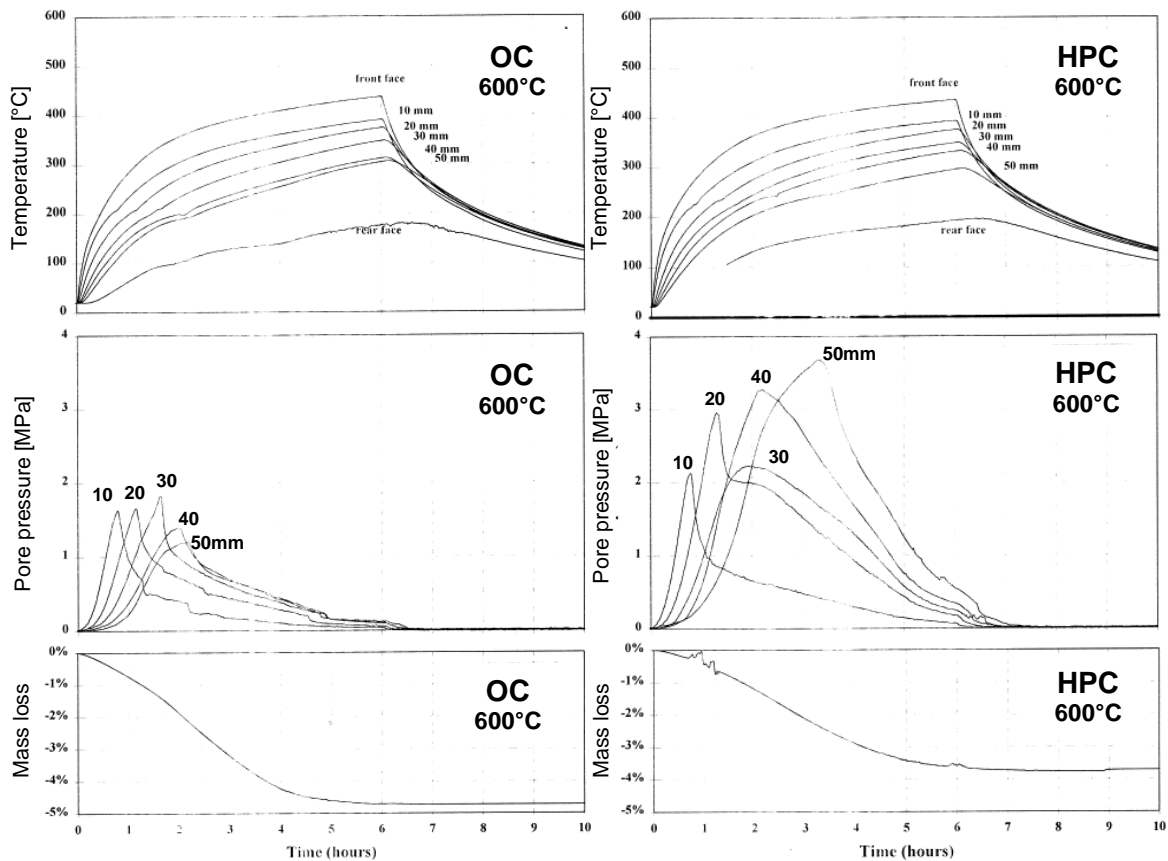 600
500
400
300
200
100
0
Temperature [°C]
OC
600°C
front face
10 mm
20 mm
30 mm
40 mm
50 mm
rear face
600
500
400
300
200
100
0
Temperature [°C]
HPC
600°C
front face
10 mm
20 mm
30 mm
40 mm
50 mm
rear face
4
3
2
1
0
Pore pressure [MPa]
OC
600°C
10
20
30
40
50mm
4
3
2
1
0
Pore pressure [MPa]
HPC
600°C
10
20
30
40
50mm
0%
-1%
-2%
-3%
-4%
-5%
Mass loss
OC
600°C
0 1 2 3 4 5 6 7 8 9 10
Time (hours)
0%
-1%
-2%
-3%
-4%
-5%
Mass loss
HPC
600°C
0 1 2 3 4 5 6 7 8 9 10
Time (hours)